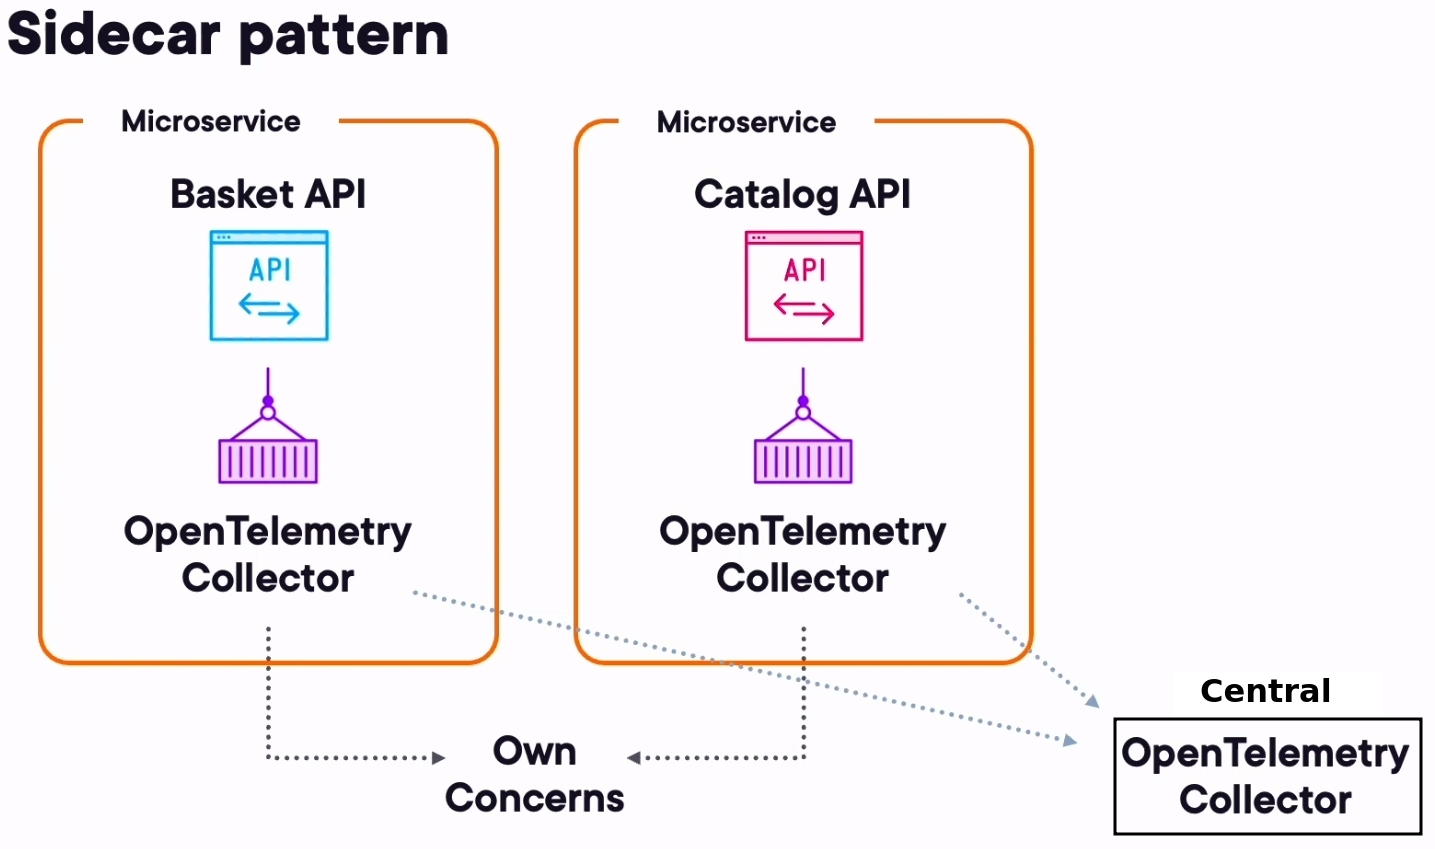 Sidecar pattern
Microservice
Basket API
API
OpenTelemetry
Collector
Microservice
Catalog API
API
OpenTelemetry
Collector
Own
Concerns
Central
OpenTelemetry
Collector